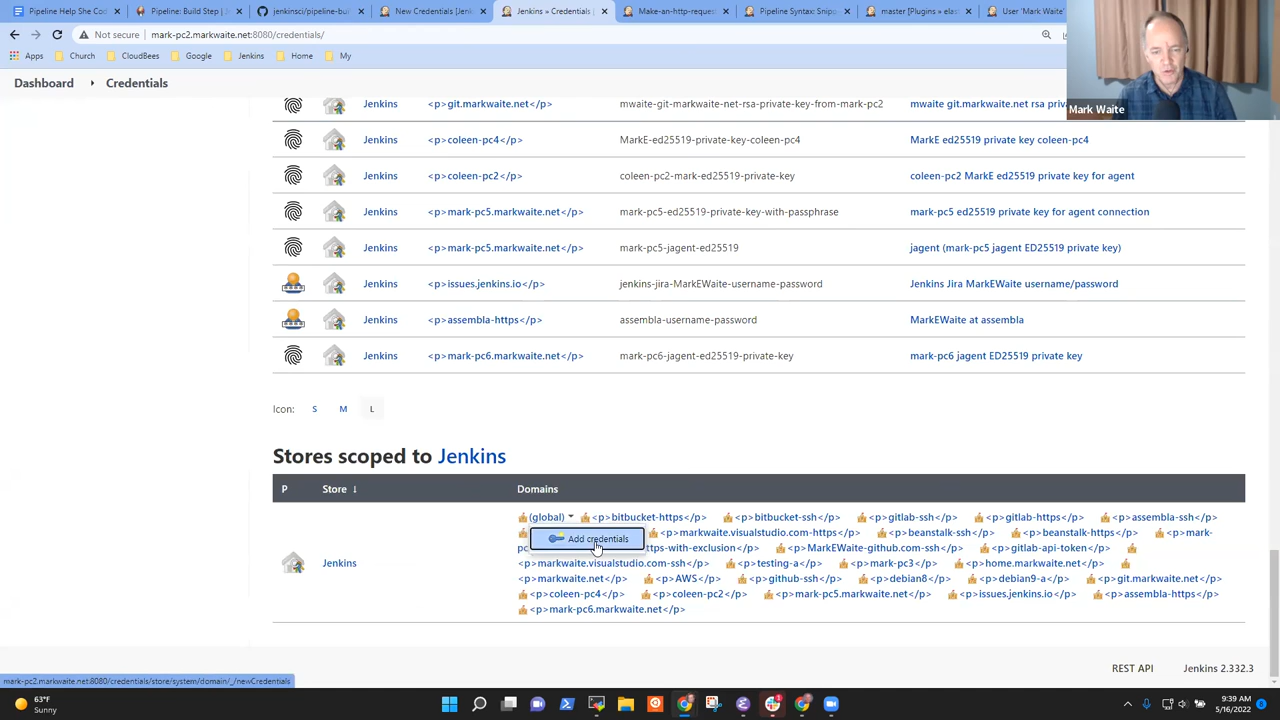 Pipeline Help She Cod
Pipeline: Build Step [Je
jenkinsci/pipeline-bui
New Credentials [Jenk
Jenkins » Credentials [
Make-an-http-reques
Pipeline Syntax: Snipp
master [Plugins » elas
User 'Mark Waite'
Not secure
mark-pc2.markwaite.net:8080/credentials/
Apps
Church
CloudBees
Google
Jenkins
Home
My
Dashboard
Credentials
Mark Waite
Jenkins <p>git.markwaite.net</p> mwaite-git-markwaite-net-rsa-private-key-from-mark-pc2 mwaite git.markwaite.net rsa priva
Jenkins <p>coleen-pc4</p> MarkE-ed25519-private-key-coleen-pc4 MarkE ed25519 private key coleen-pc4
Jenkins <p>coleen-pc2</p> coleen-pc2-mark-ed25519-private-key coleen-pc2 MarkE ed25519 private key for agent
Jenkins <p>mark-pc5.markwaite.net</p> mark-pc5-ed25519-private-key-with-passphrase mark-pc5 ed25519 private key for agent connection
Jenkins <p>mark-pc5.markwaite.net</p> mark-pc5-jagent-ed25519 jagent (mark-pc5 jagent ED25519 private key)
Jenkins <p>issues.jenkins.io</p> jenkins-jira-MarkEWaite-username-password Jenkins Jira MarkEWaite username/password
Jenkins <p>assembla-https</p> assembla-username-password MarkEWaite at assembla
Jenkins <p>mark-pc6.markwaite.net</p> mark-pc6-jagent-ed25519-private-key mark-pc6 jagent ED25519 private key
Icon: S M L
Stores scoped to Jenkins
P Store ↓ Domains
(global) <p>bitbucket-https</p> <p>bitbucket-ssh</p> <p>gitlab-ssh</p> <p>gitlab-https</p> <p>assembla-ssh</p>
Add credentials
<p>markwaite.visualstudio.com-https</p> <p>beanstalk-ssh</p> <p>beanstalk-https</p> <p>mark-
pc ttps-with-exclusion</p> <p>MarkEWaite-github.com-ssh</p> <p>gitlab-api-token</p>
Jenkins
<p>markwaite.visualstudio.com-ssh</p> <p>testing-a</p> <p>mark-pc3</p> <p>home.markwaite.net</p>
<p>markwaite.net</p> <p>AWS</p> <p>github-ssh</p> <p>debian8</p> <p>debian9-a</p> <p>git.markwaite.net</p>
<p>coleen-pc4</p> <p>coleen-pc2</p> <p>mark-pc5.markwaite.net</p> <p>issues.jenkins.io</p> <p>assembla-https</p>
<p>mark-pc6.markwaite.net</p>
REST API Jenkins 2.332.3
mark-pc2.markwaite.net:8080/credentials/store/system/domain/_/newCredentials
63°F
Sunny
9:39 AM
5/16/2022